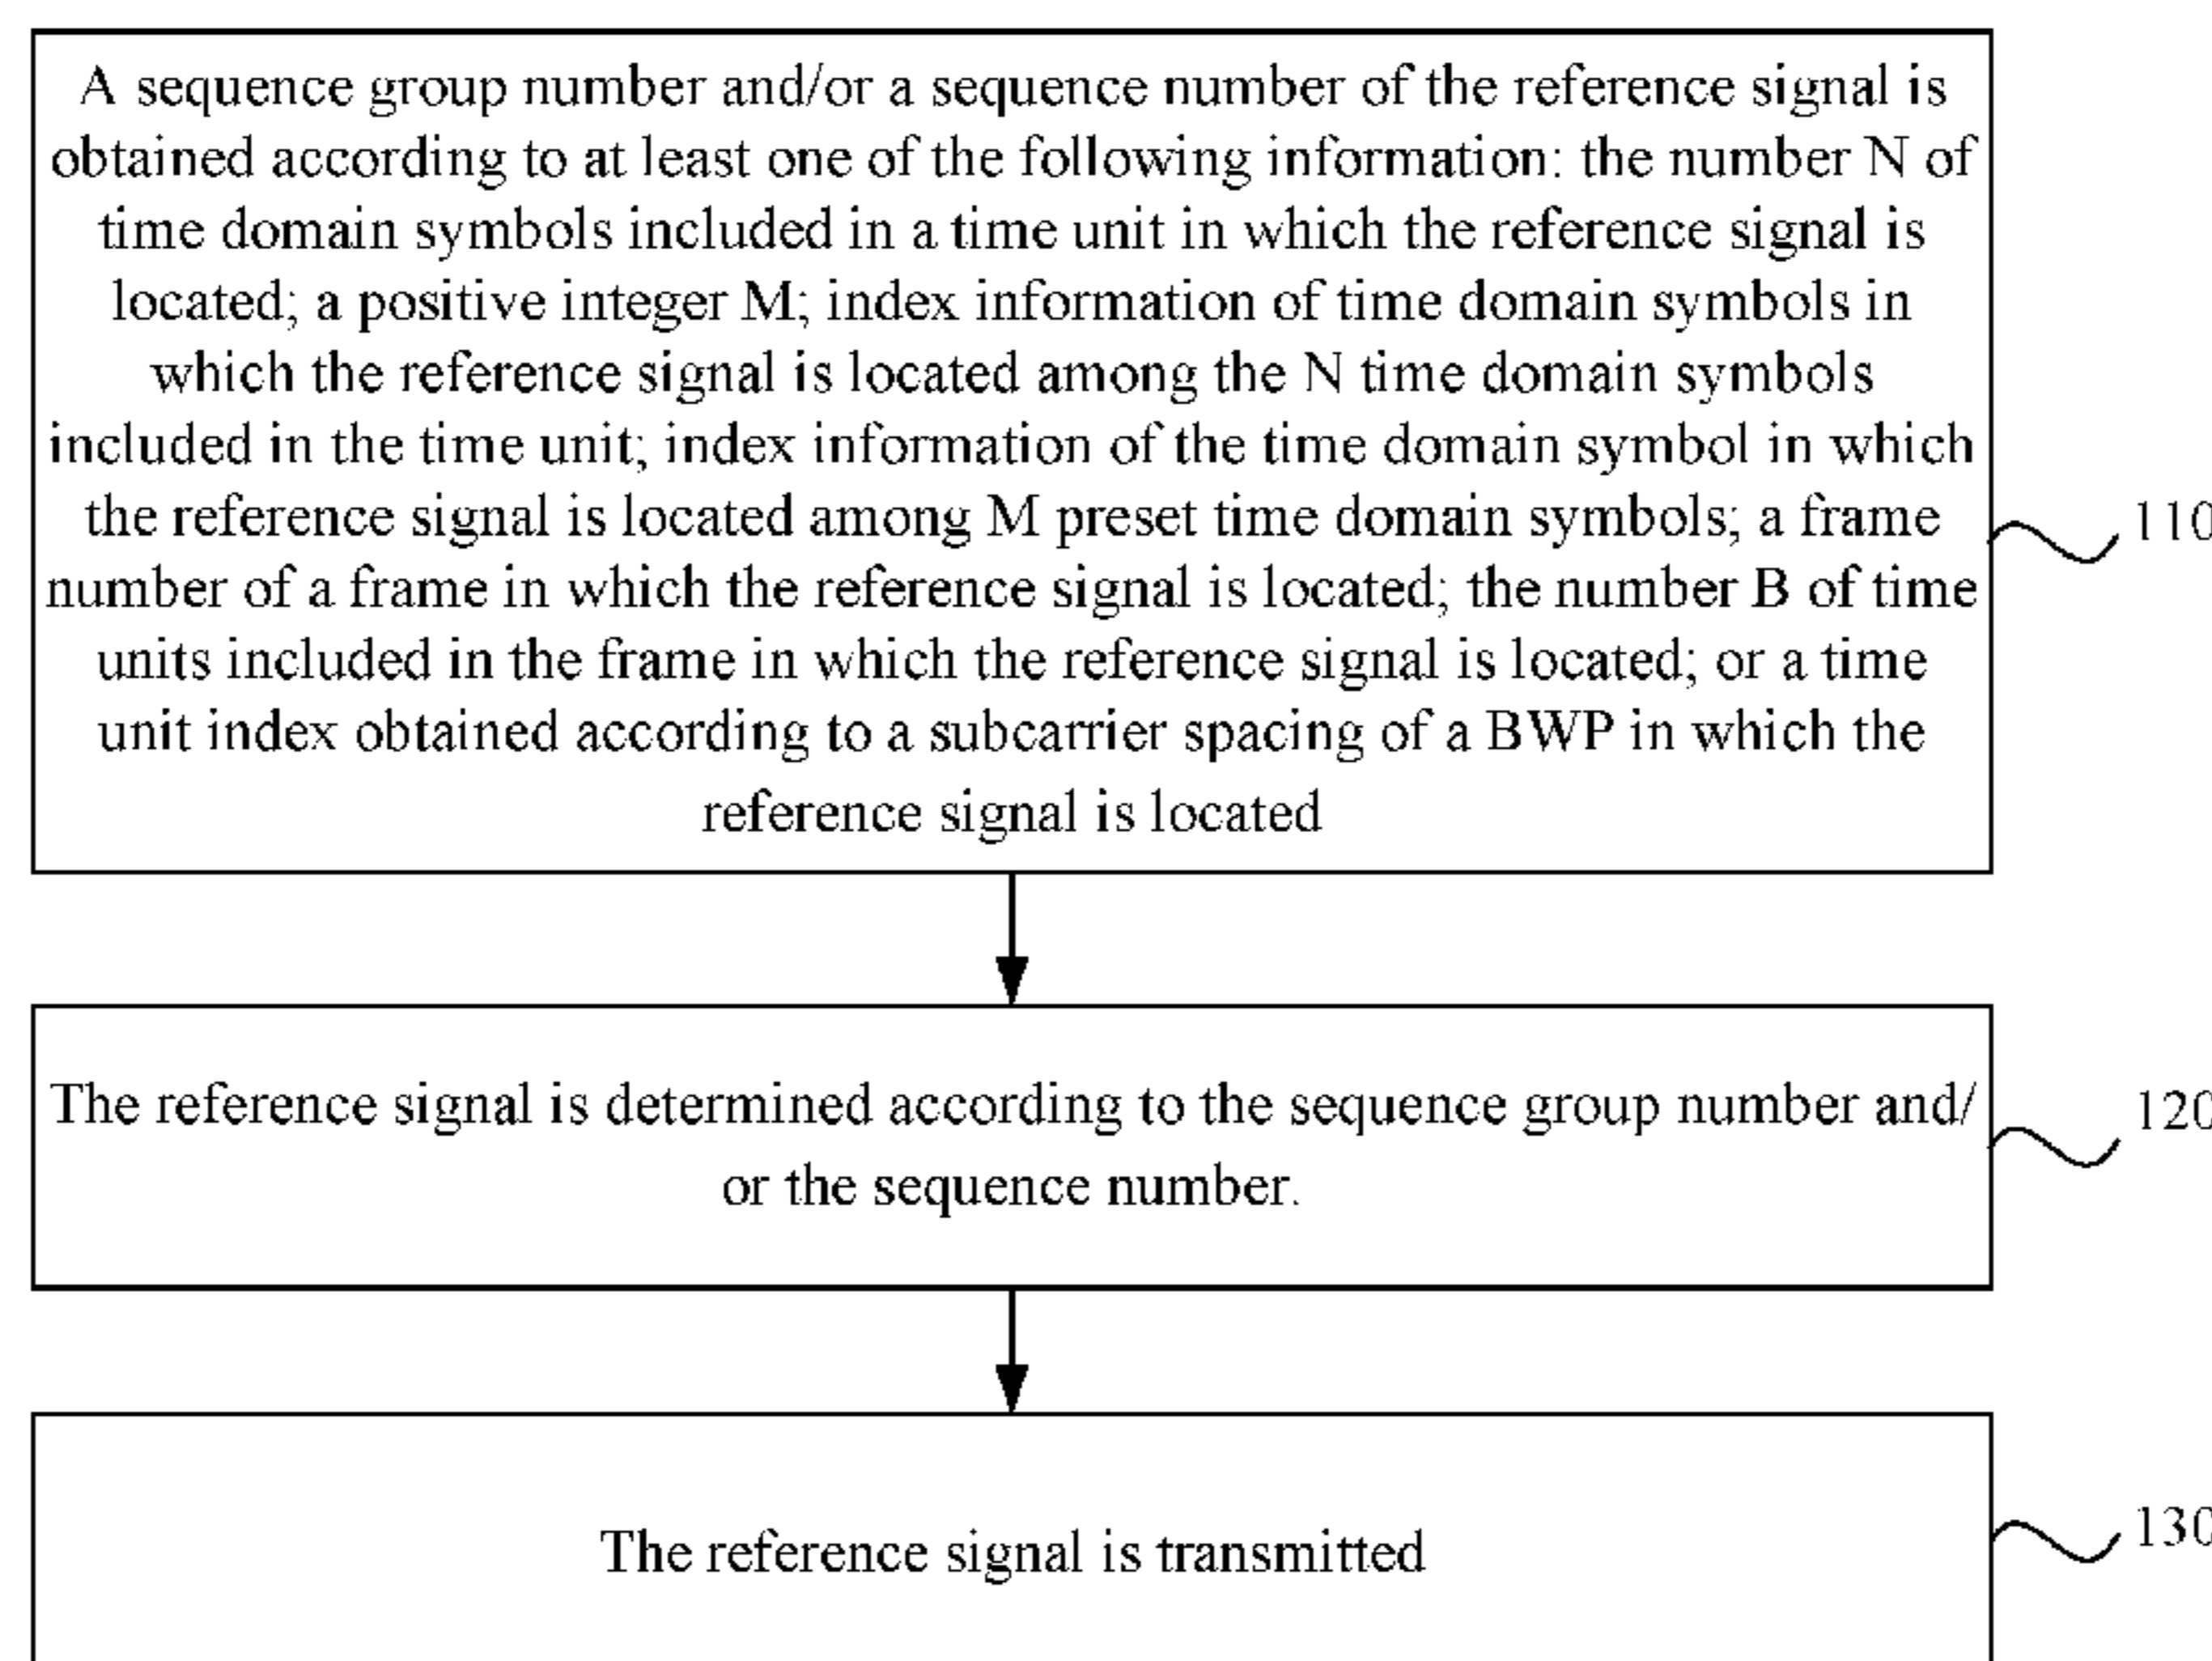 A sequence group number and/or a sequence number of the reference signal is
obtained according to at least one of the following information: the number N of
time domain symbols included in a time unit in which the reference signal is
located; a positive integer M; index information of time domain symbols in
which the reference signal is located among the N time domain symbols
included in the time unit; index information of the time domain symbol in which
the reference signal is located among M preset time domain symbols; a frame
number of a frame in which the reference signal is located; the number B of time
units included in the frame in which the reference signal is located; or a time
unit index obtained according to a subcarrier spacing of a BWP in which the
reference signal is located
110
The reference signal is determined according to the sequence group number and/
or the sequence number.
120
The reference signal is transmitted
130